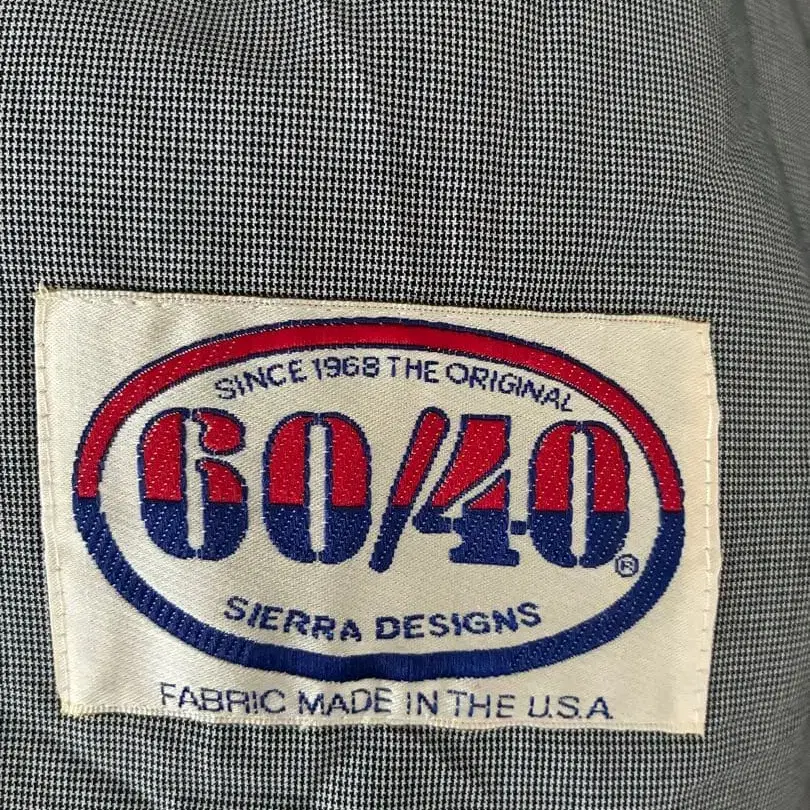 SINCE 1968 THE ORIGINAL
60/40®
SIERRA DESIGNS
FABRIC MADE IN THE U.S.A